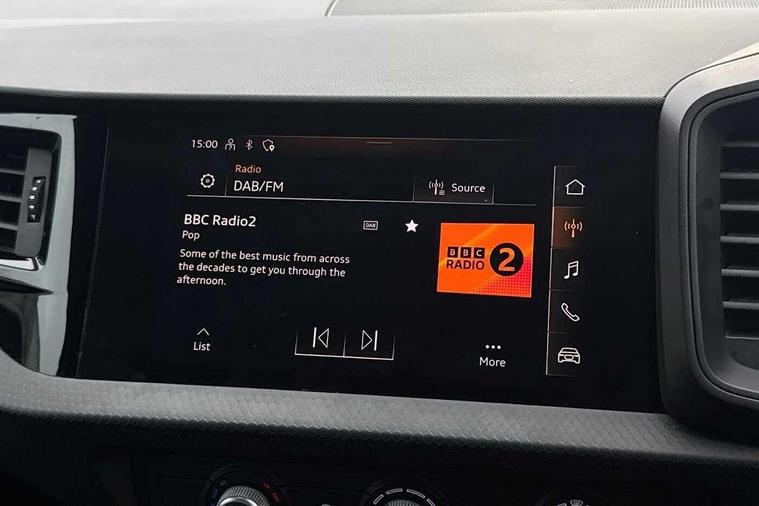 15:00
Radio
DAB/FM
Source
BBC Radio2
DAB
Pop
Some of the best music from across
the decades to get you through the
afternoon.
BBC
RADIO 2
List
More